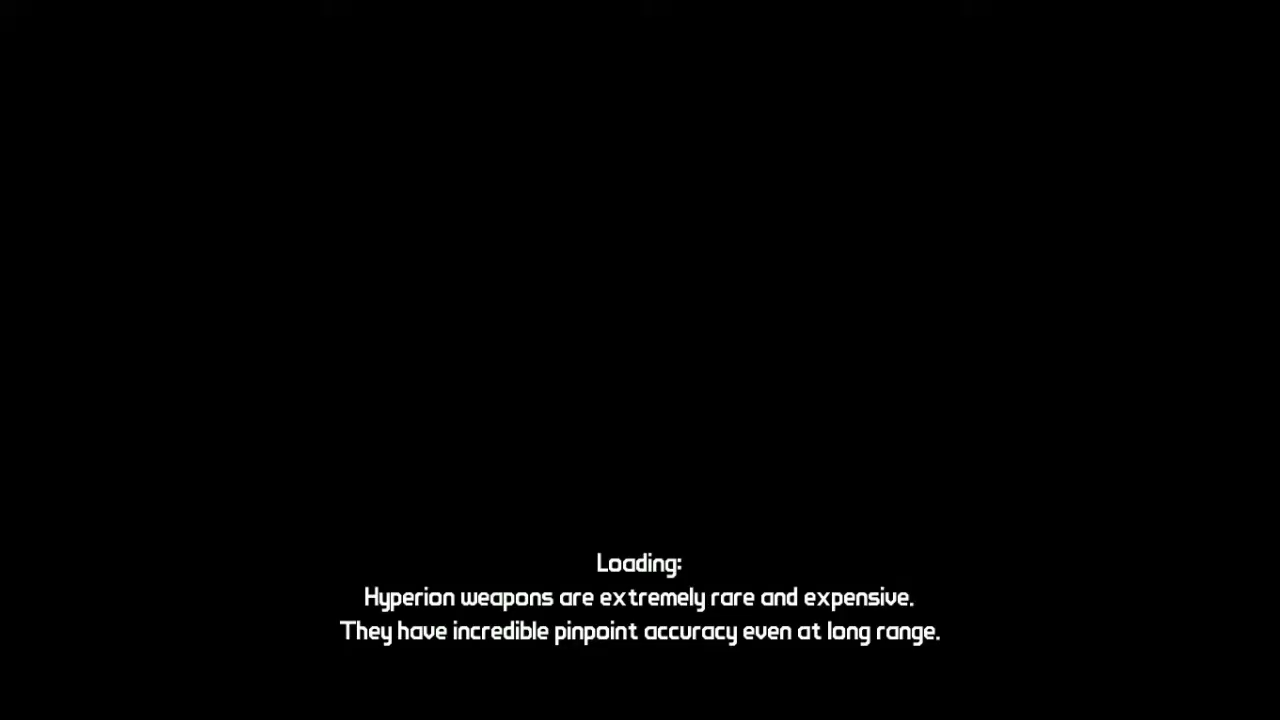 Loading:
Hyperion weapons are extremely rare and expensive.
They have incredible pinpoint accuracy even at long range.